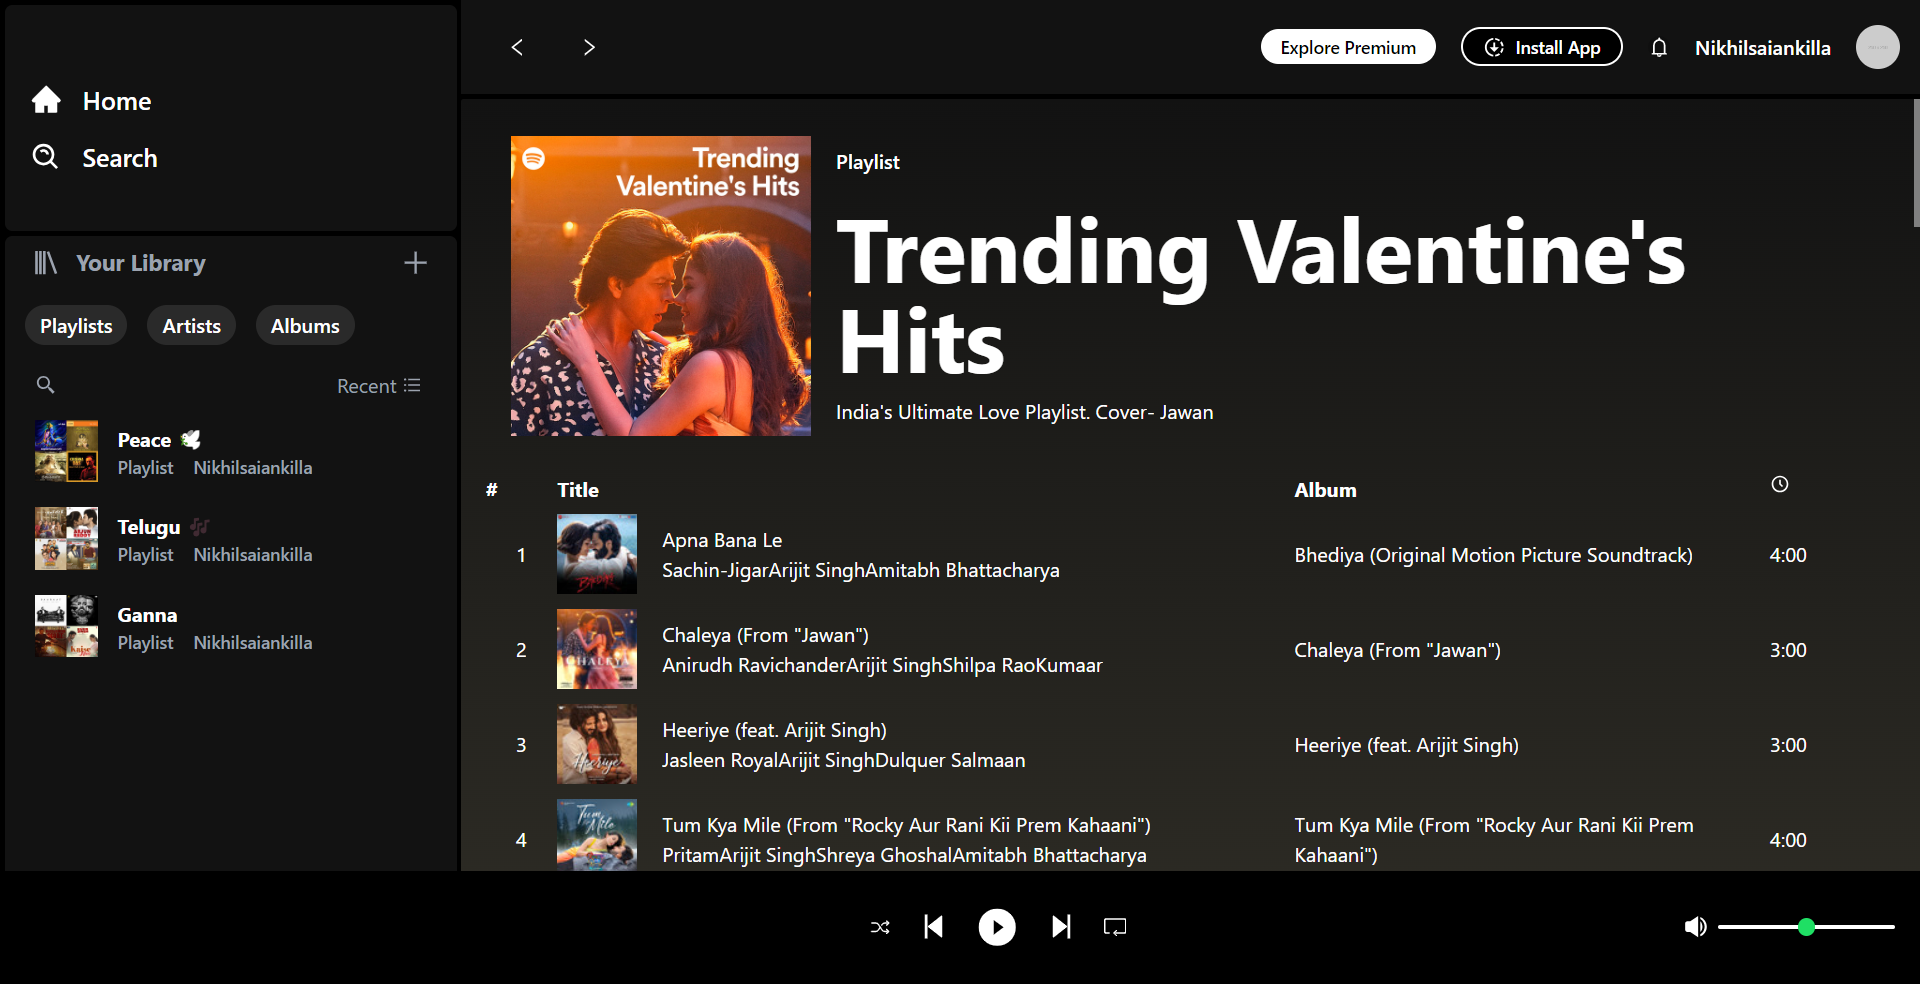 Home
Search
Your Library
Playlists Artists Albums
Recent
Peace 🕊️
Playlist Nikhilsaiankilla
Telugu 🎶
Playlist Nikhilsaiankilla
Ganna
Playlist Nikhilsaiankilla
Explore Premium Install App Nikhilsaiankilla
Trending
Valentine's Hits
Playlist
Trending Valentine's
Hits
India's Ultimate Love Playlist. Cover- Jawan
# Title Album
1 Apna Bana Le
Sachin-JigarArijit SinghAmitabh Bhattacharya
Bhediya (Original Motion Picture Soundtrack) 4:00
2 Chaleya (From "Jawan")
Anirudh RavichanderArijit SinghShilpa RaoKumaar
Chaleya (From "Jawan") 3:00
CHALEYA
3 Heeriye (feat. Arijit Singh)
Jasleen RoyalArijit SinghDulquer Salmaan
Heeriye (feat. Arijit Singh) 3:00
Heeriye
4 Tum Kya Mile (From "Rocky Aur Rani Kii Prem Kahaani")
PritamArijit SinghShreya GhoshalAmitabh Bhattacharya
Tum Kya Mile (From "Rocky Aur Rani Kii Prem
Kahaani") 4:00
Tum
Mile